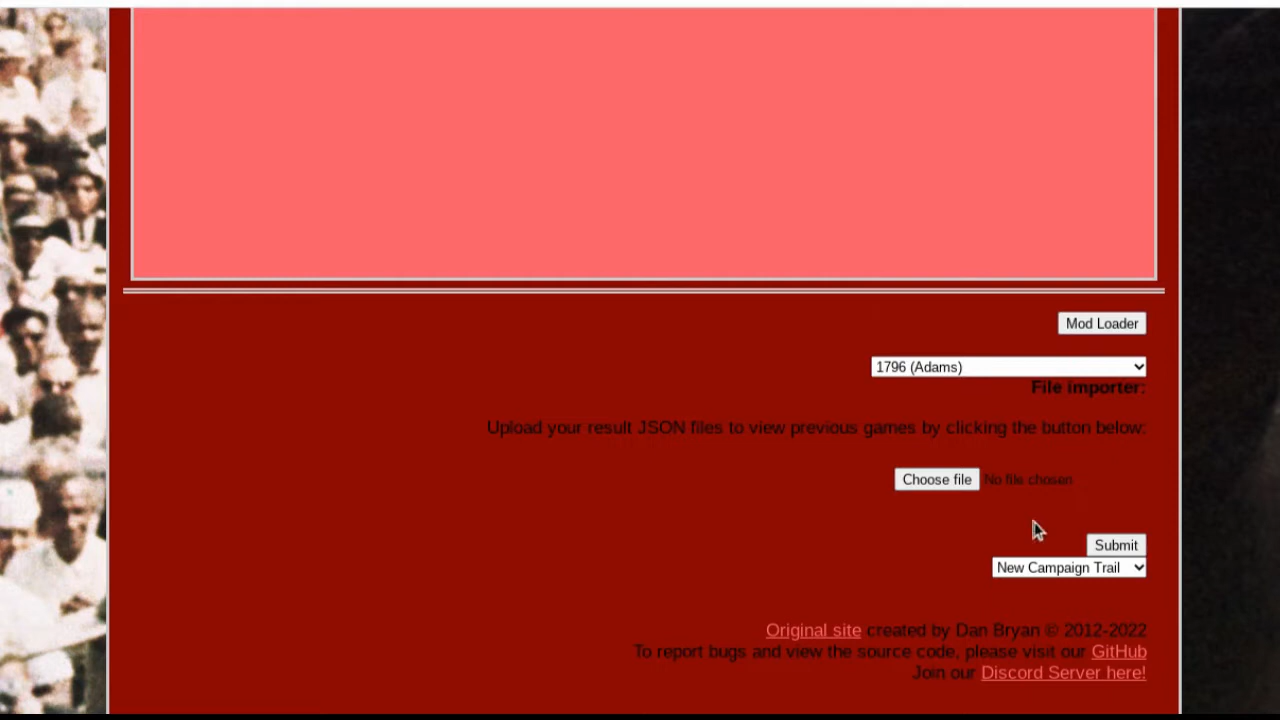 Mod Loader
1796 (Adams)
File importer:
Upload your result JSON files to view previous games by clicking the button below:
Choose file No file chosen
Submit
New Campaign Trail
Original site created by Dan Bryan © 2012-2022
To report bugs and view the source code, please visit our GitHub
Join our Discord Server here!